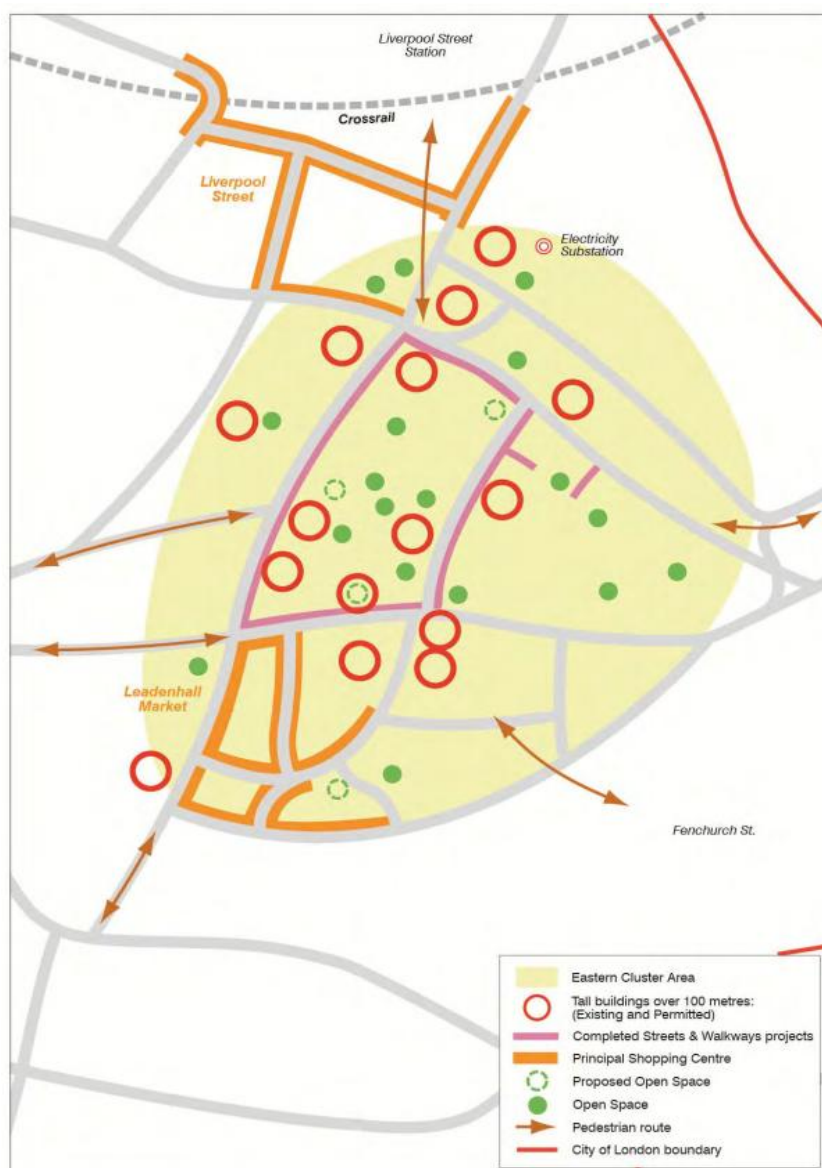 Liverpool Street
Station
Crossrail
Liverpool
Street
Electricity
Substation
Leadenhall
Market
Fenchurch St.
Eastern Cluster Area
Tall buildings over 100 metres:
(Existing and Permitted)
Completed Streets & Walkways projects
Principal Shopping Centre
Proposed Open Space
Open Space
Pedestrian route
City of London boundary